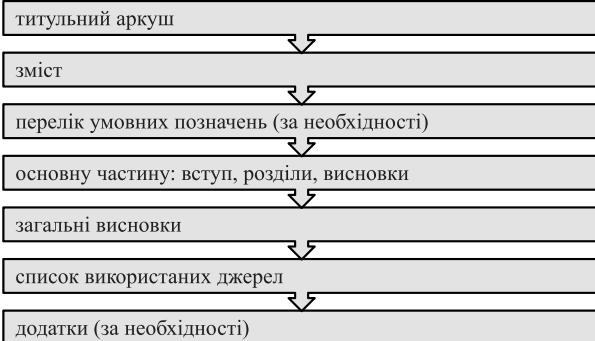 титульний аркуш
зміст
перелік умовних позначень (за необхідності)
основну частину: вступ, розділи, висновки
загальні висновки
список використаних джерел
додатки (за необхідності)